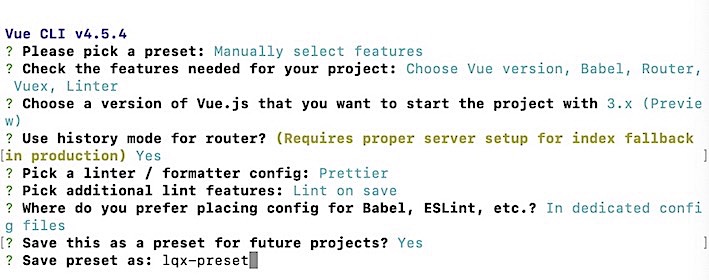 Vue CLI v4.5.4
? Please pick a preset: Manually select features
? Check the features needed for your project: Choose Vue version, Babel, Router,
Vuex, Linter
? Choose a version of Vue.js that you want to start the project with 3.x (Previe
w)
? Use history mode for router? (Requires proper server setup for index fallback
[in production) Yes ]
? Pick a linter / formatter config: Prettier
? Pick additional lint features: Lint on save
? Where do you prefer placing config for Babel, ESLint, etc.? In dedicated confi
g files
[? Save this as a preset for future projects? Yes ]
? Save preset as: lqx-preset